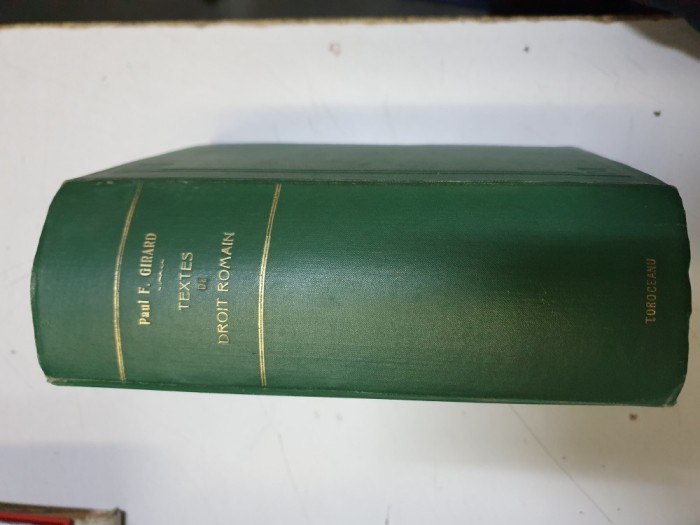 Paul F. GIRARD
TEXTES
DE
DROIT ROMAIN
TOROCEANU